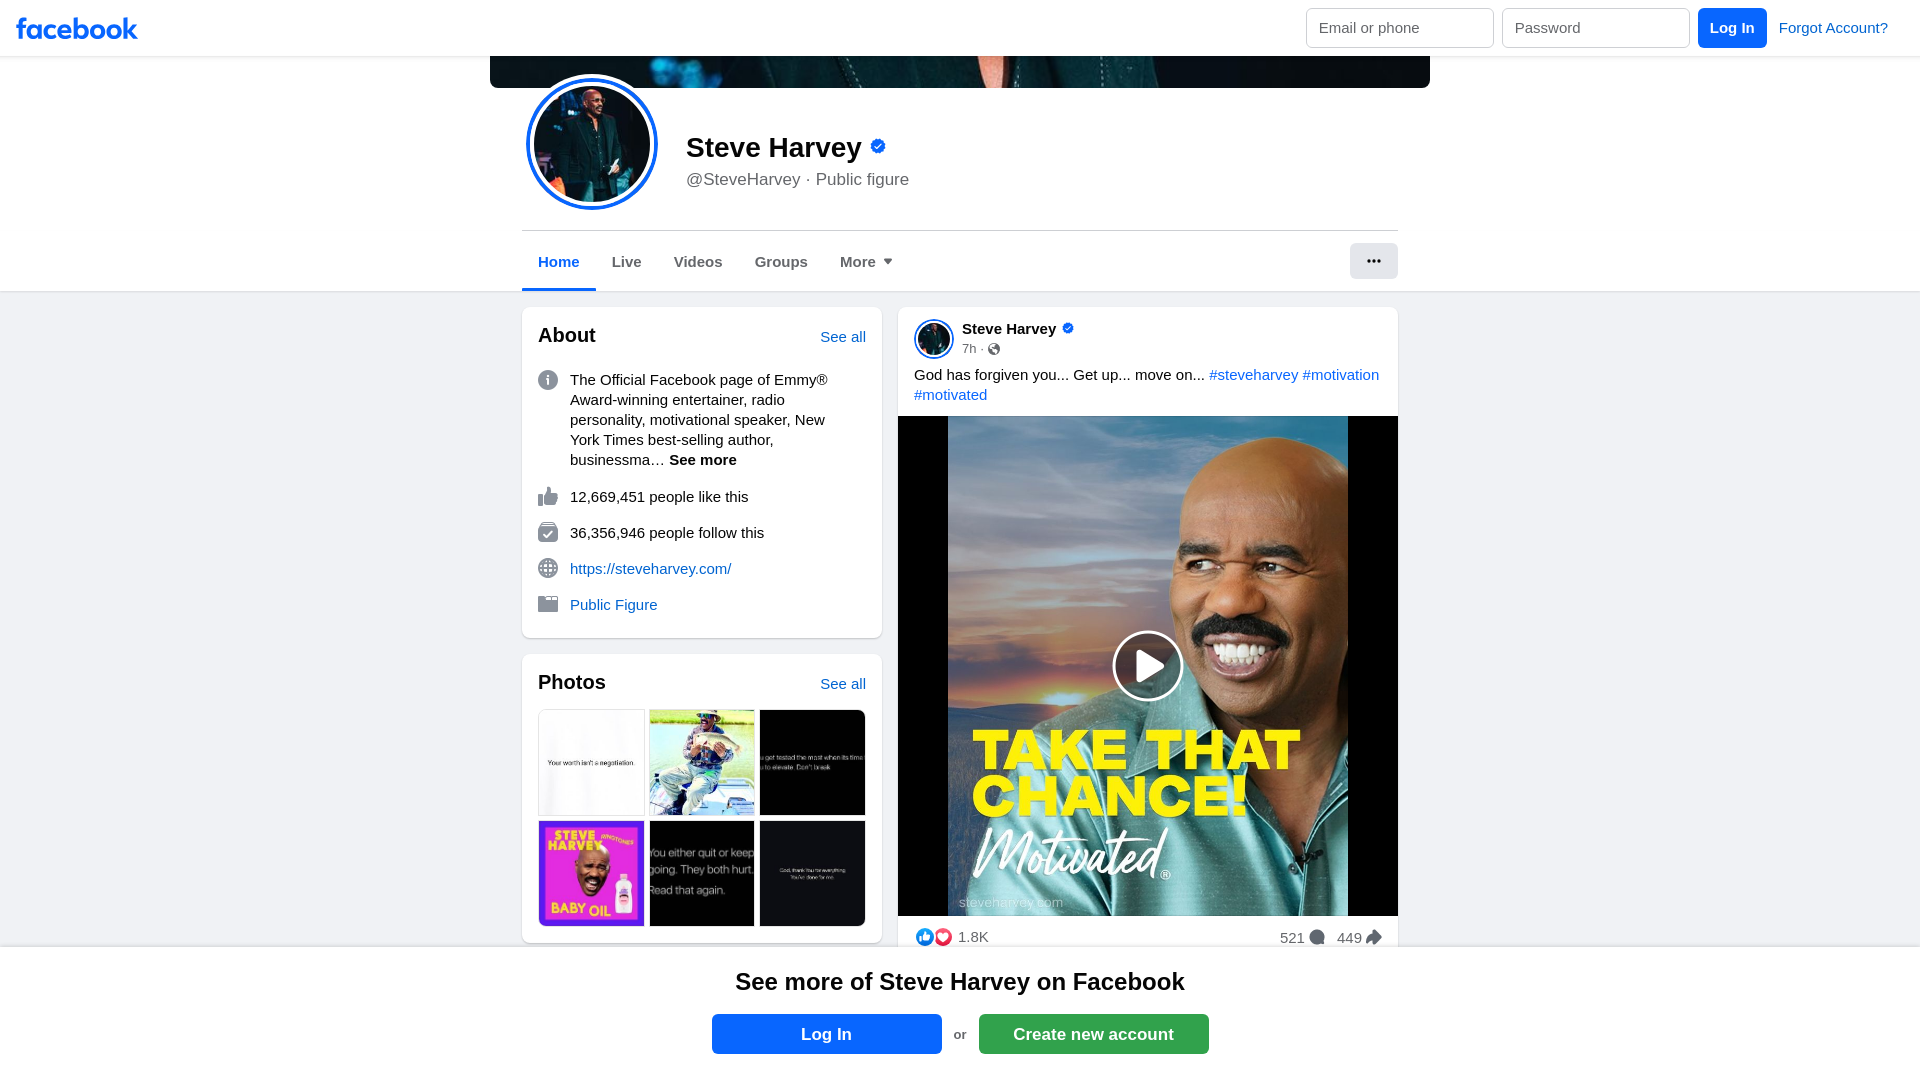 facebook
Email or phone
Password
Log In
Forgot Account?
Steve Harvey
@SteveHarvey · Public figure
Home
Live
Videos
Groups
More
About
See all
The Official Facebook page of Emmy®
Award-winning entertainer, radio
personality, motivational speaker, New
York Times best-selling author,
businessma… See more
12,669,451 people like this
36,356,946 people follow this
https://steveharvey.com/
Public Figure
Photos
See all
Your worth isn't a negotiation.
u get tested the most when its time
u to elevate. Don't break
STEVE
HARVEY
RINGTONES
BABY OIL
You either quit or keep
going. They both hurt.
Read that again.
God, thank You for everything
You've done for me.
Steve Harvey
7h ·
God has forgiven you... Get up... move on... #steveharvey #motivation
#motivated
TAKE THAT
CHANCE!
Motivated®
steveharvey.com
1.8K
521
449
See more of Steve Harvey on Facebook
Log In
or
Create new account